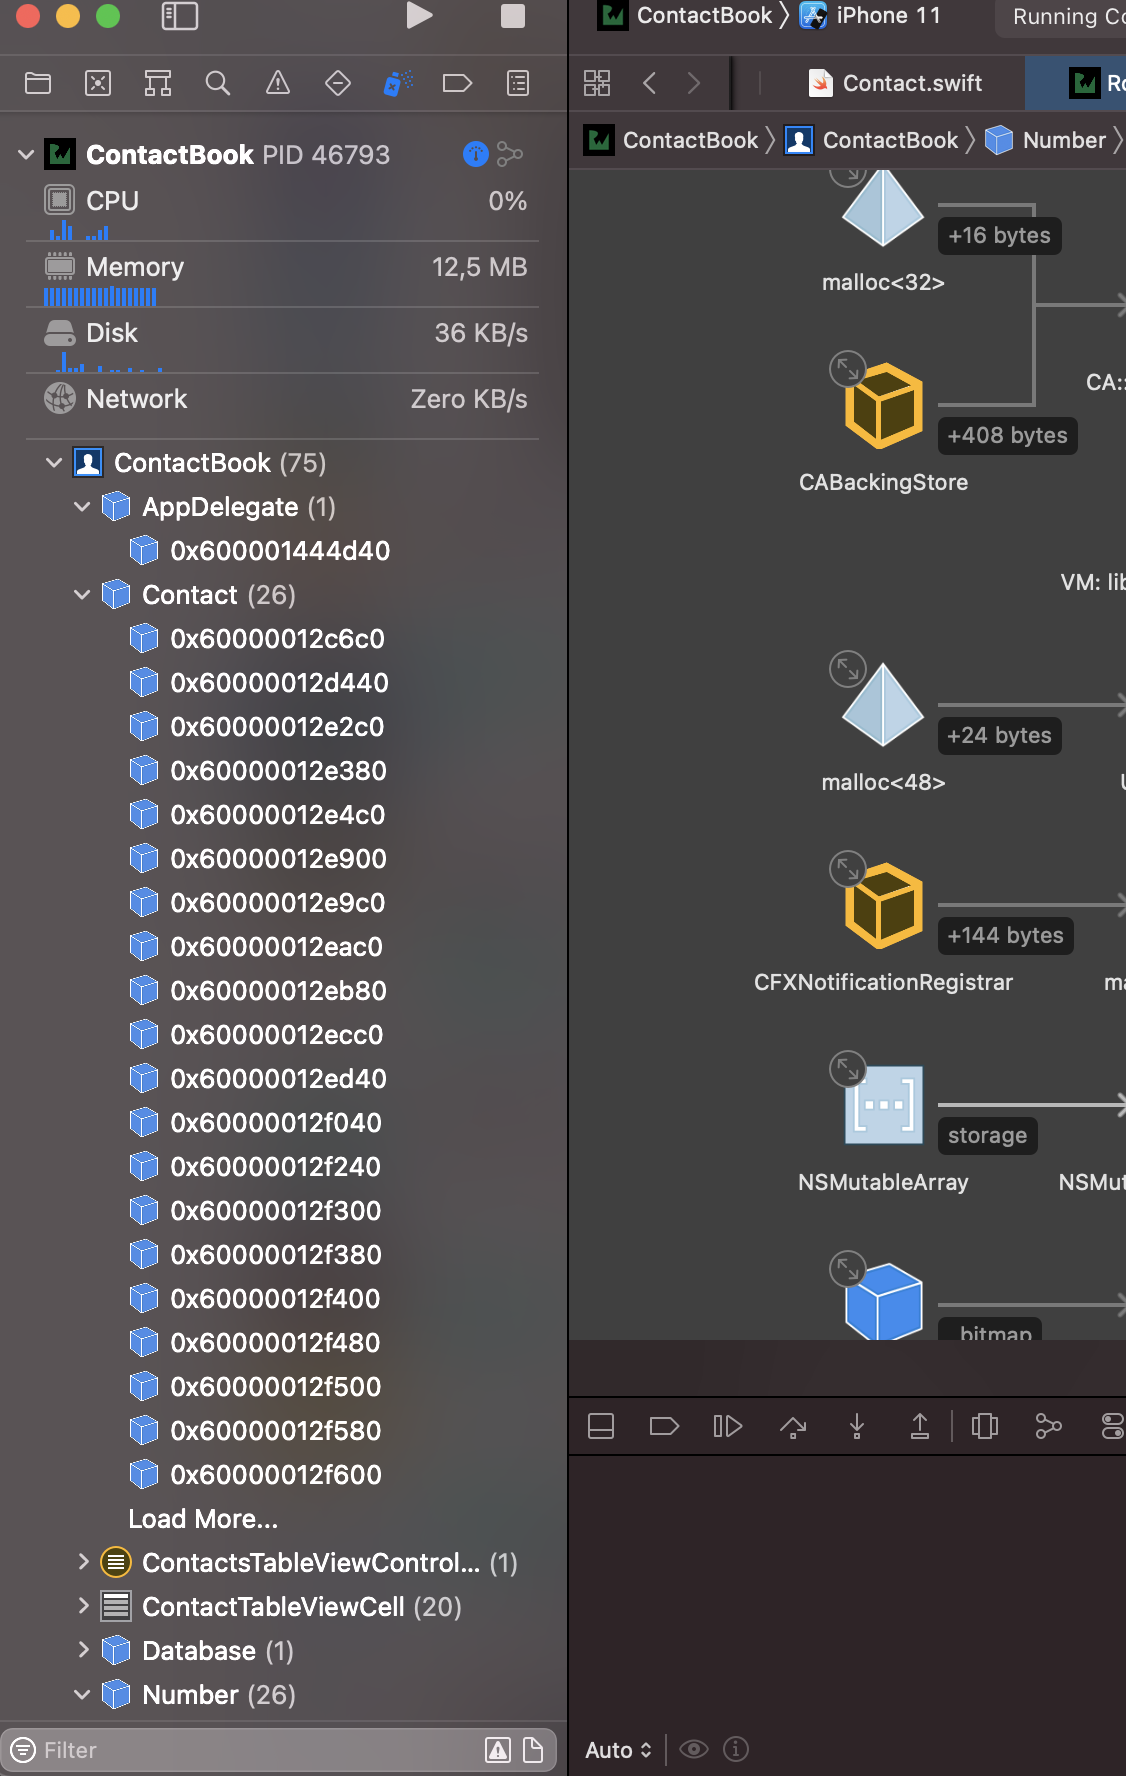 ContactBook
iPhone 11
Running Co
Contact.swift
Ro
ContactBook PID 46793
CPU 0%
Memory 12,5 MB
Disk 36 KB/s
Network Zero KB/s
ContactBook (75)
AppDelegate (1)
0x600001444d40
Contact (26)
0x60000012c6c0
0x60000012d440
0x60000012e2c0
0x60000012e380
0x60000012e4c0
0x60000012e900
0x60000012e9c0
0x60000012eac0
0x60000012eb80
0x60000012ecc0
0x60000012ed40
0x60000012f040
0x60000012f240
0x60000012f300
0x60000012f380
0x60000012f400
0x60000012f480
0x60000012f500
0x60000012f580
0x60000012f600
Load More...
ContactsTableViewControl... (1)
ContactTableViewCell (20)
Database (1)
Number (26)
Filter
ContactBook
ContactBook
Number
+16 bytes
malloc<32>
CA::
+408 bytes
CABackingStore
VM: lib
+24 bytes
malloc<48>
+144 bytes
CFXNotificationRegistrar
ma
storage
NSMutableArray
NSMut
bitmap
Auto